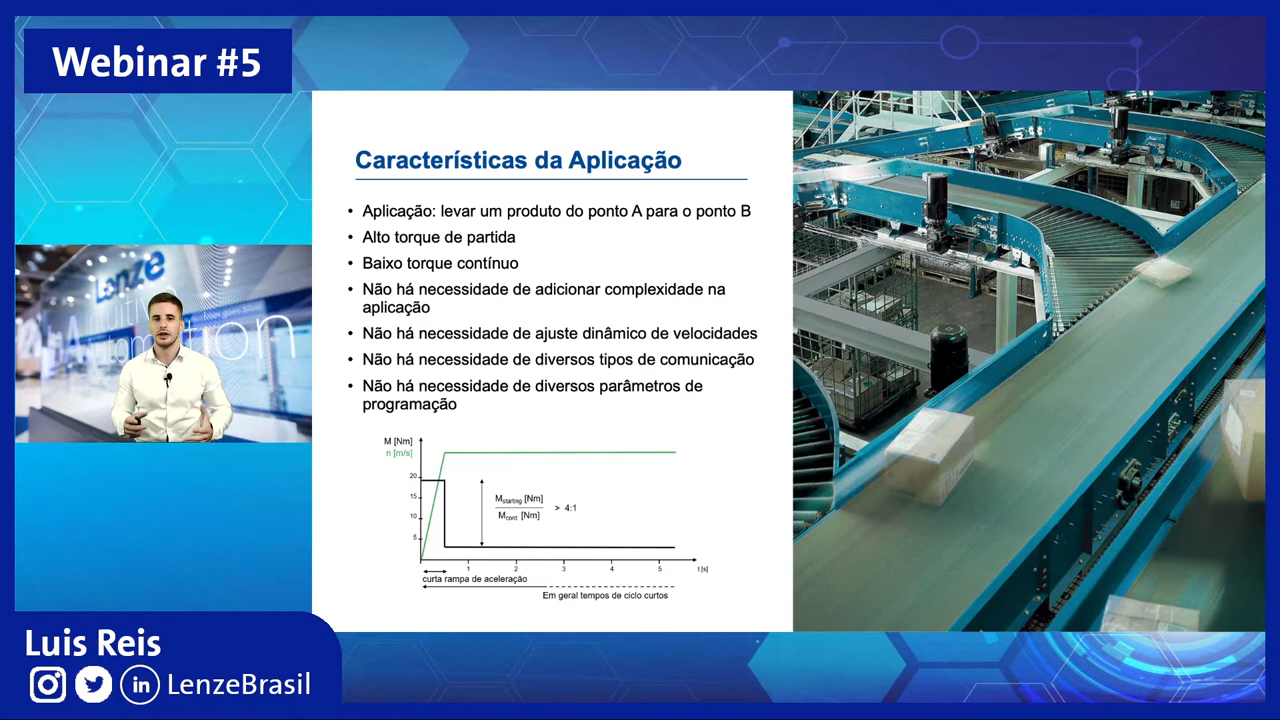 Webinar #5
Características da Aplicação
• Aplicação: levar um produto do ponto A para o ponto B
• Alto torque de partida
• Baixo torque contínuo
• Não há necessidade de adicionar complexidade na
aplicação
• Não há necessidade de ajuste dinâmico de velocidades
• Não há necessidade de diversos tipos de comunicação
• Não há necessidade de diversos parâmetros de
programação
M [Nm]
n [m/s]
20
15
10
5
Mstarting [Nm]
Mcont. [Nm]
> 4:1
1 2 3 4 5 t [s]
curta rampa de aceleração
Em geral tempos de ciclo curtos
Lenze
Automation
Luis Reis
LenzeBrasil